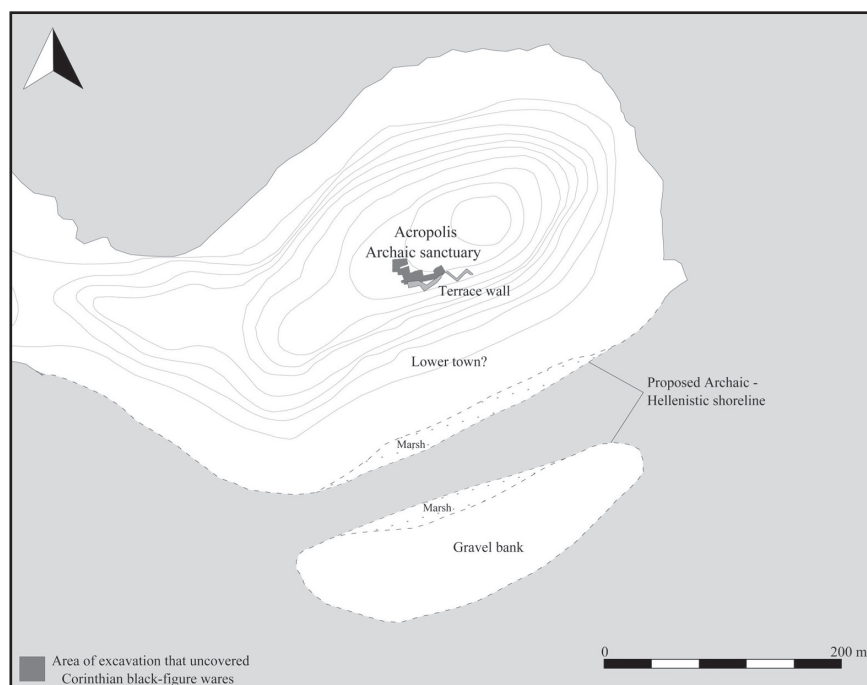 Acropolis
Archaic sanctuary
Terrace wall
Lower town?
Proposed Archaic -
Hellenistic shoreline
Marsh
Marsh
Gravel bank
0 200 m
Area of excavation that uncovered
Corinthian black-figure wares